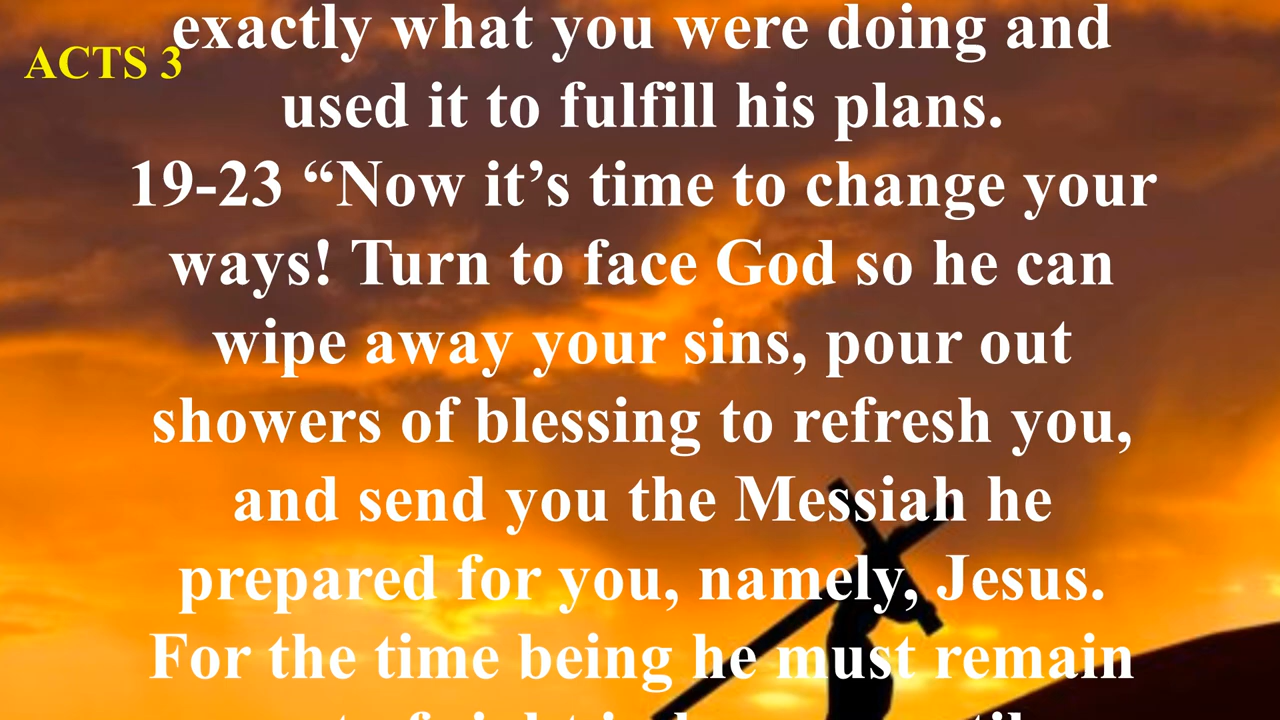 exactly what you were doing and
ACTS 3
used it to fulfill his plans.
19-23 “Now it’s time to change your
ways! Turn to face God so he can
wipe away your sins, pour out
showers of blessing to refresh you,
and send you the Messiah he
prepared for you, namely, Jesus.
For the time being he must remain